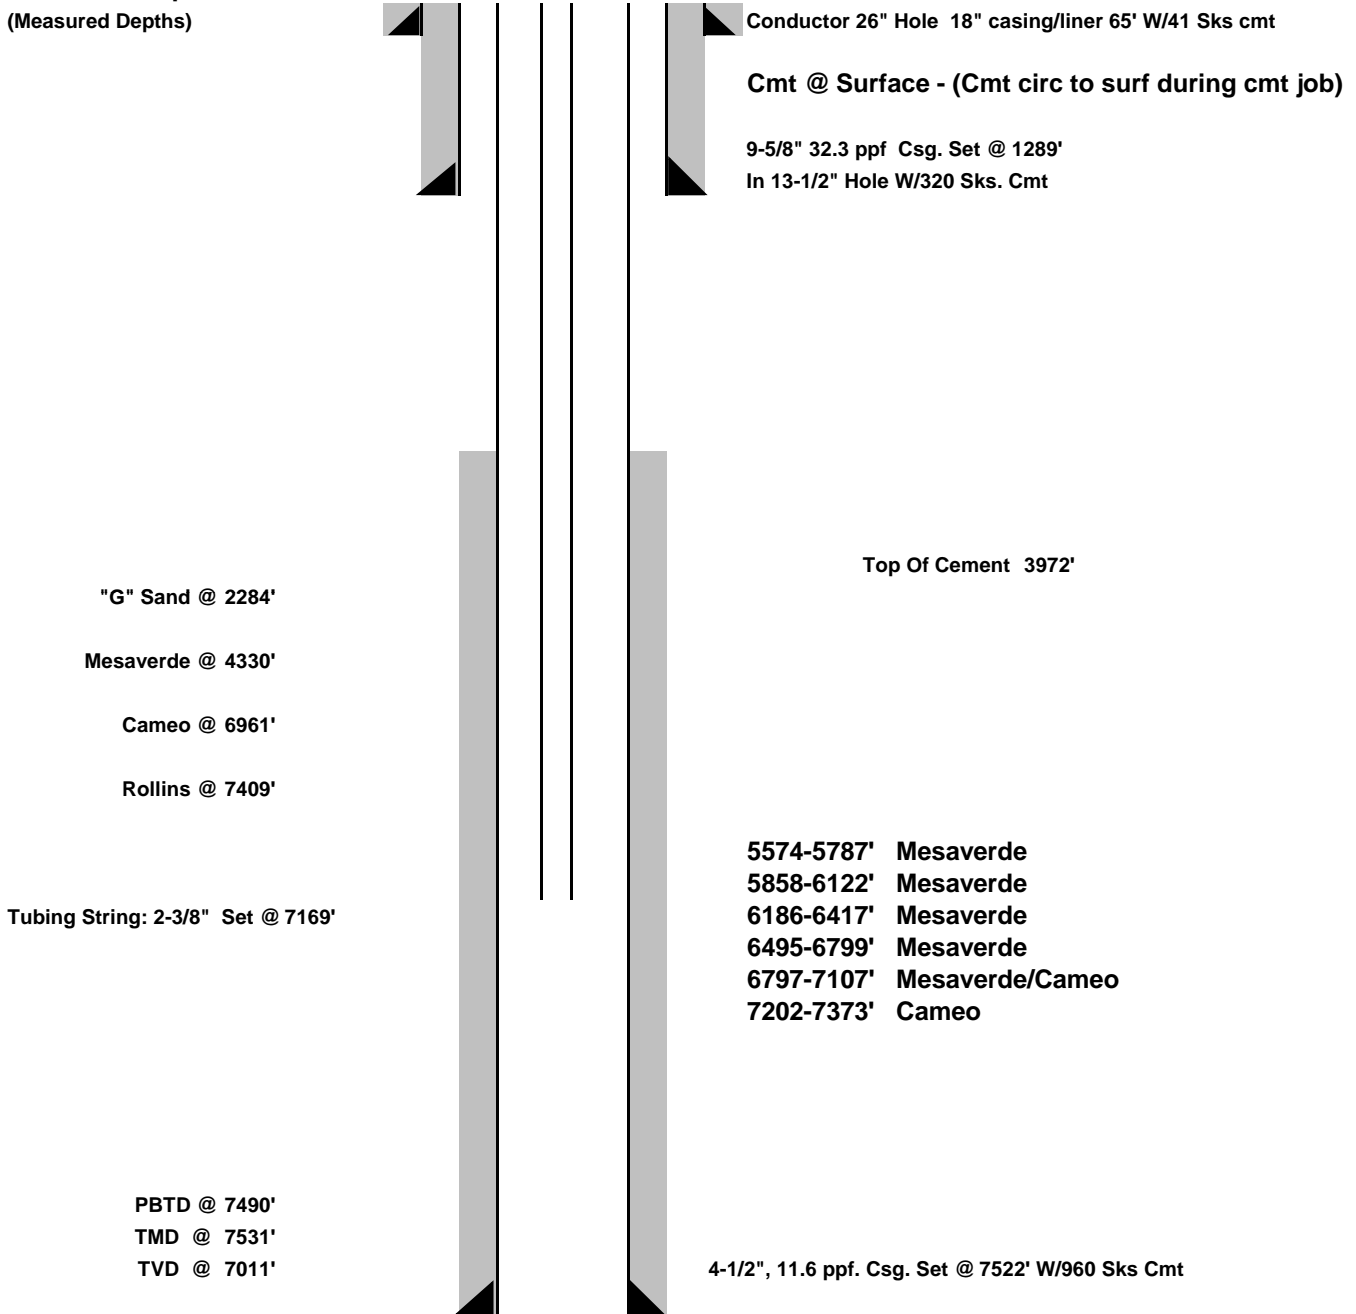 (Measured Depths)
Conductor 26" Hole 18" casing/liner 65' W/41 Sks cmt
Cmt @ Surface - (Cmt circ to surf during cmt job)
9-5/8" 32.3 ppf Csg. Set @ 1289'
In 13-1/2" Hole W/320 Sks. Cmt
Top Of Cement 3972'
"G" Sand @ 2284'
Mesaverde @ 4330'
Cameo @ 6961'
Rollins @ 7409'
5574-5787' Mesaverde
5858-6122' Mesaverde
6186-6417' Mesaverde
6495-6799' Mesaverde
6797-7107' Mesaverde/Cameo
7202-7373' Cameo
Tubing String: 2-3/8" Set @ 7169'
PBTD @ 7490'
TMD @ 7531'
TVD @ 7011'
4-1/2", 11.6 ppf. Csg. Set @ 7522' W/960 Sks Cmt